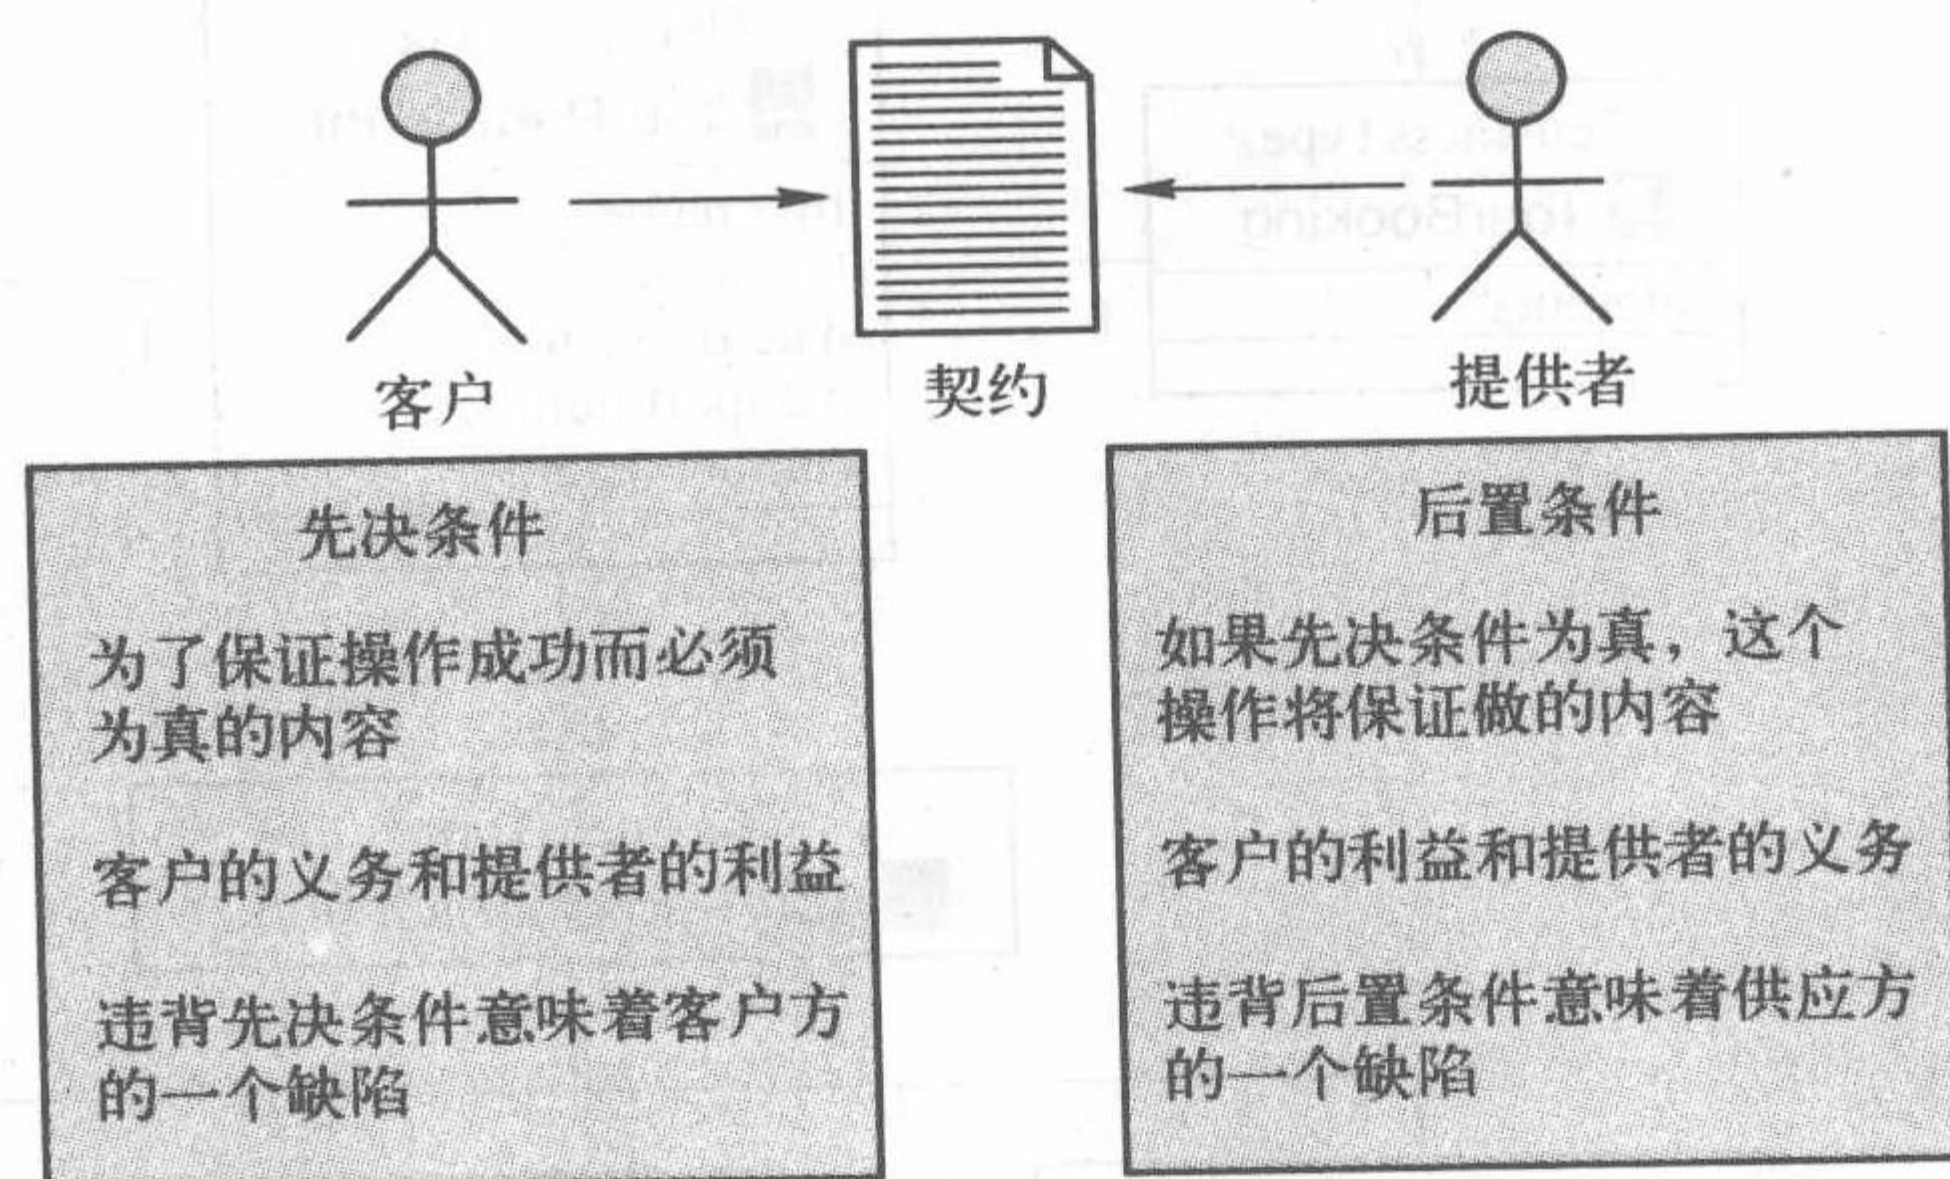 客户
契约
提供者
先决条件
为了保证操作成功而必须
为真的内容
客户的义务和提供者的利益
违背先决条件意味着客户方
的一个缺陷
后置条件
如果先决条件为真，这个
操作将保证做的内容
客户的利益和提供者的义务
违背后置条件意味着供应方
的一个缺陷